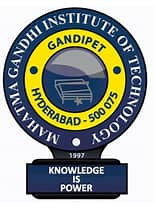 MAHATMA GANDHI INSTITUTE OF TECHNOLOGY
GANDIPET
HYDERABAD - 500 075
1997
KNOWLEDGE
IS
POWER